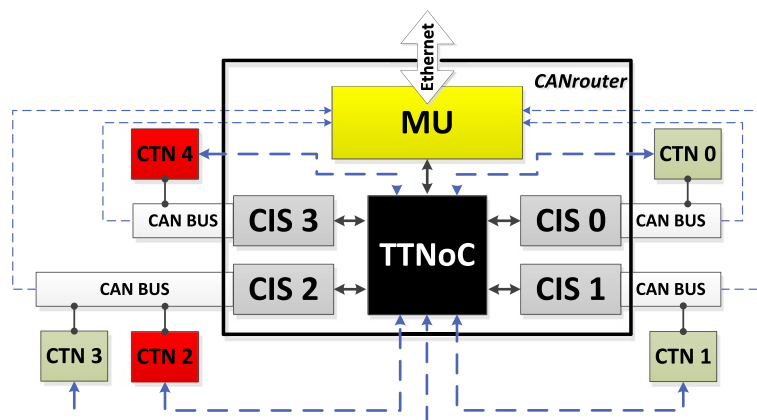 Ethernet
CANrouter
MU
CTN 4
CTN 0
CAN BUS
CIS 3
CIS 0
CAN BUS
TTNoC
CAN BUS
CIS 2
CIS 1
CAN BUS
CTN 3
CTN 2
CTN 1